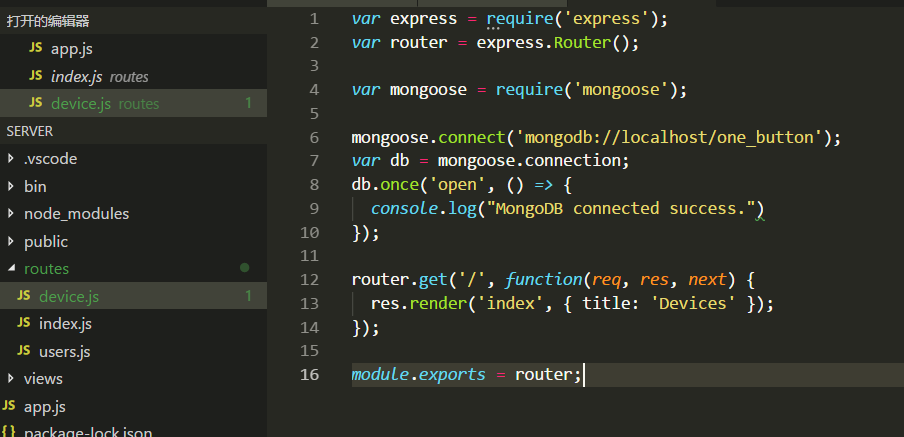 打开的编辑器
JS app.js
JS index.js routes
JS device.js routes 1
SERVER
.vscode
bin
node_modules
public
routes
JS device.js 1
JS index.js
JS users.js
views
JS app.js
{} package-lock.json
1 var express = require('express');
2 var router = express.Router();
3
4 var mongoose = require('mongoose');
5
6 mongoose.connect('mongodb://localhost/one_button');
7 var db = mongoose.connection;
8 db.once('open', () => {
9 console.log("MongoDB connected success.")
10 });
11
12 router.get('/', function(req, res, next) {
13 res.render('index', { title: 'Devices' });
14 });
15
16 module.exports = router;